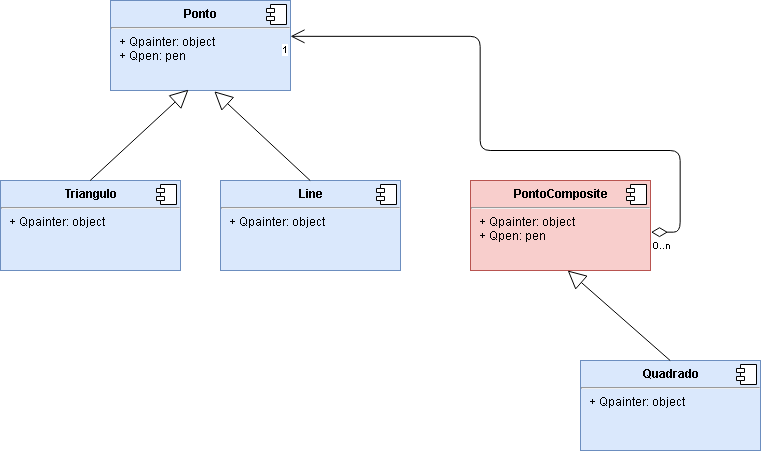 Ponto
+ Qpainter: object
+ Qpen: pen
1
Triangulo
+ Qpainter: object
Line
+ Qpainter: object
PontoComposite
+ Qpainter: object
+ Qpen: pen
0..n
Quadrado
+ Qpainter: object